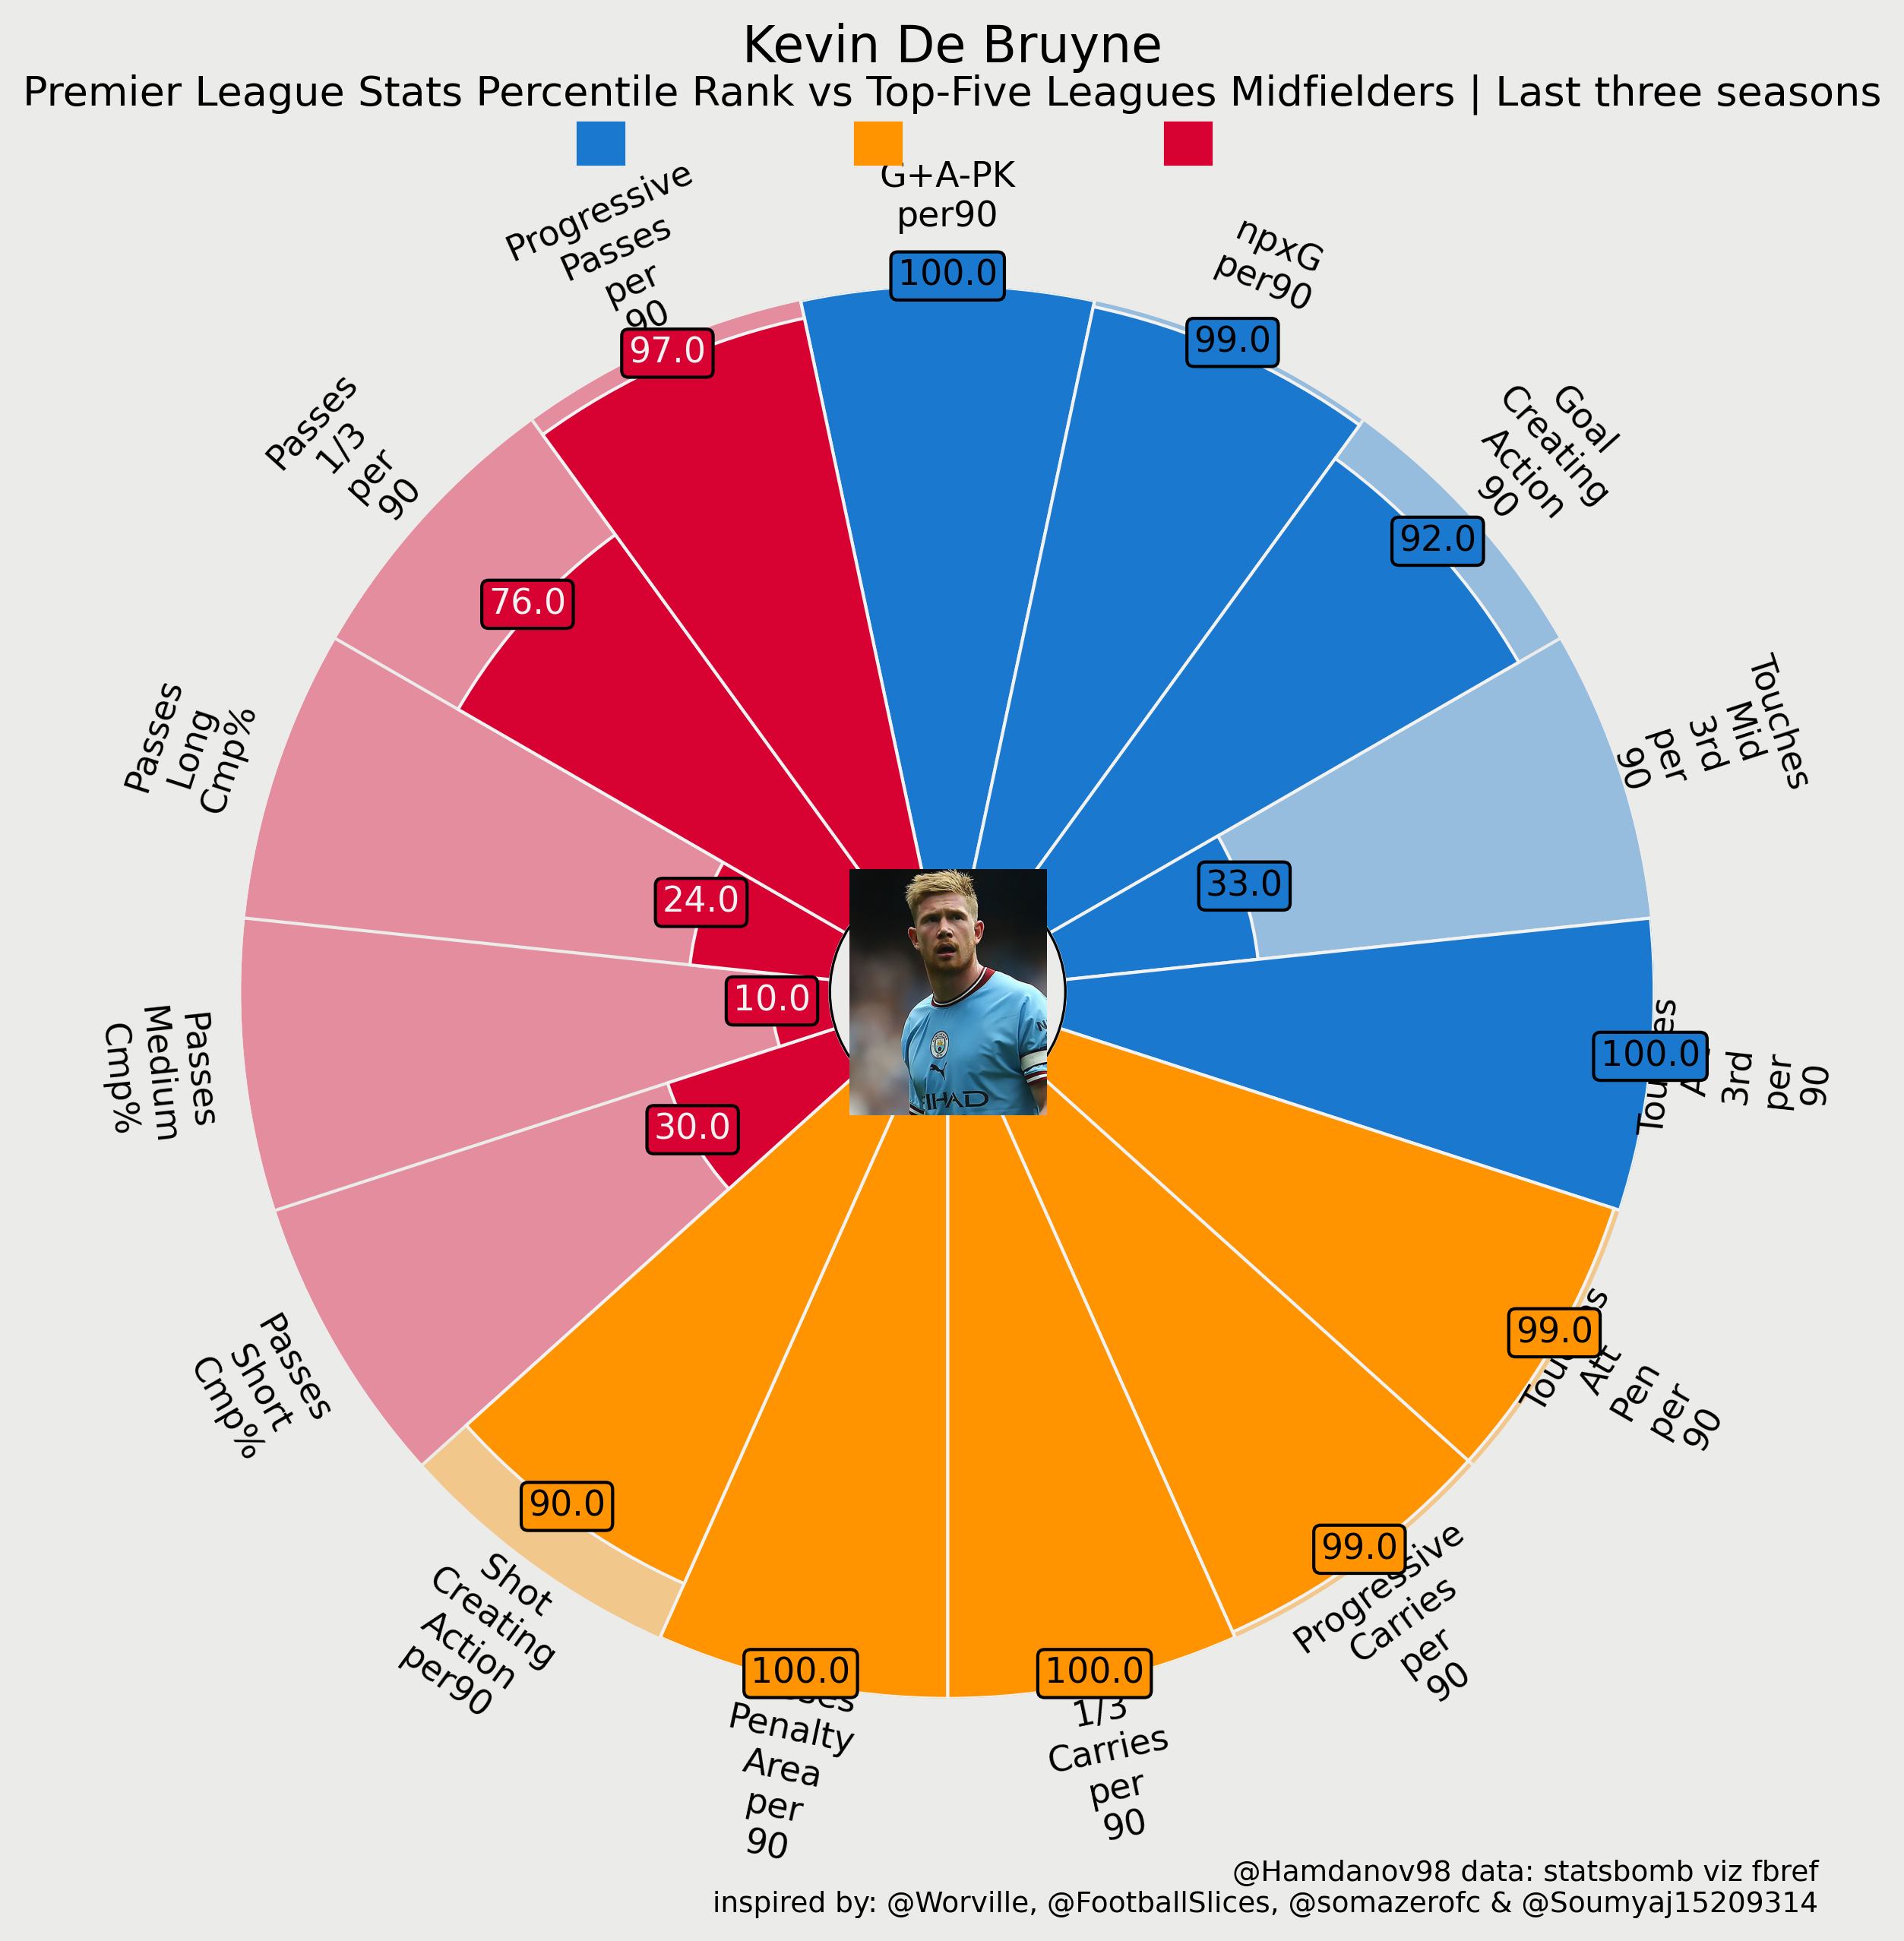 Kevin De Bruyne
Premier League Stats Percentile Rank vs Top-Five Leagues Midfielders | Last three seasons
G+A-PK
per90
100.0
npxG
per90
99.0
Goal
Creating
Action
90
92.0
Touches
Mid
3rd
per
90
33.0
100.0
3rd
per
90
99.0
Att
Pen
per
90
99.0
Progressive
Carries
per
90
100.0
1/3
Carries
per
90
100.0
Penalty
Area
per
90
90.0
Shot
Creating
Action
per90
30.0
Passes
Short
Cmp%
10.0
Passes
Medium
Cmp%
24.0
Passes
Long
Cmp%
76.0
Passes
1/3
per
90
97.0
Progressive
Passes
per
90
@Hamdanov98 data: statsbomb viz fbref
inspired by: @Worville, @FootballSlices, @somazerofc & @Soumyaj15209314